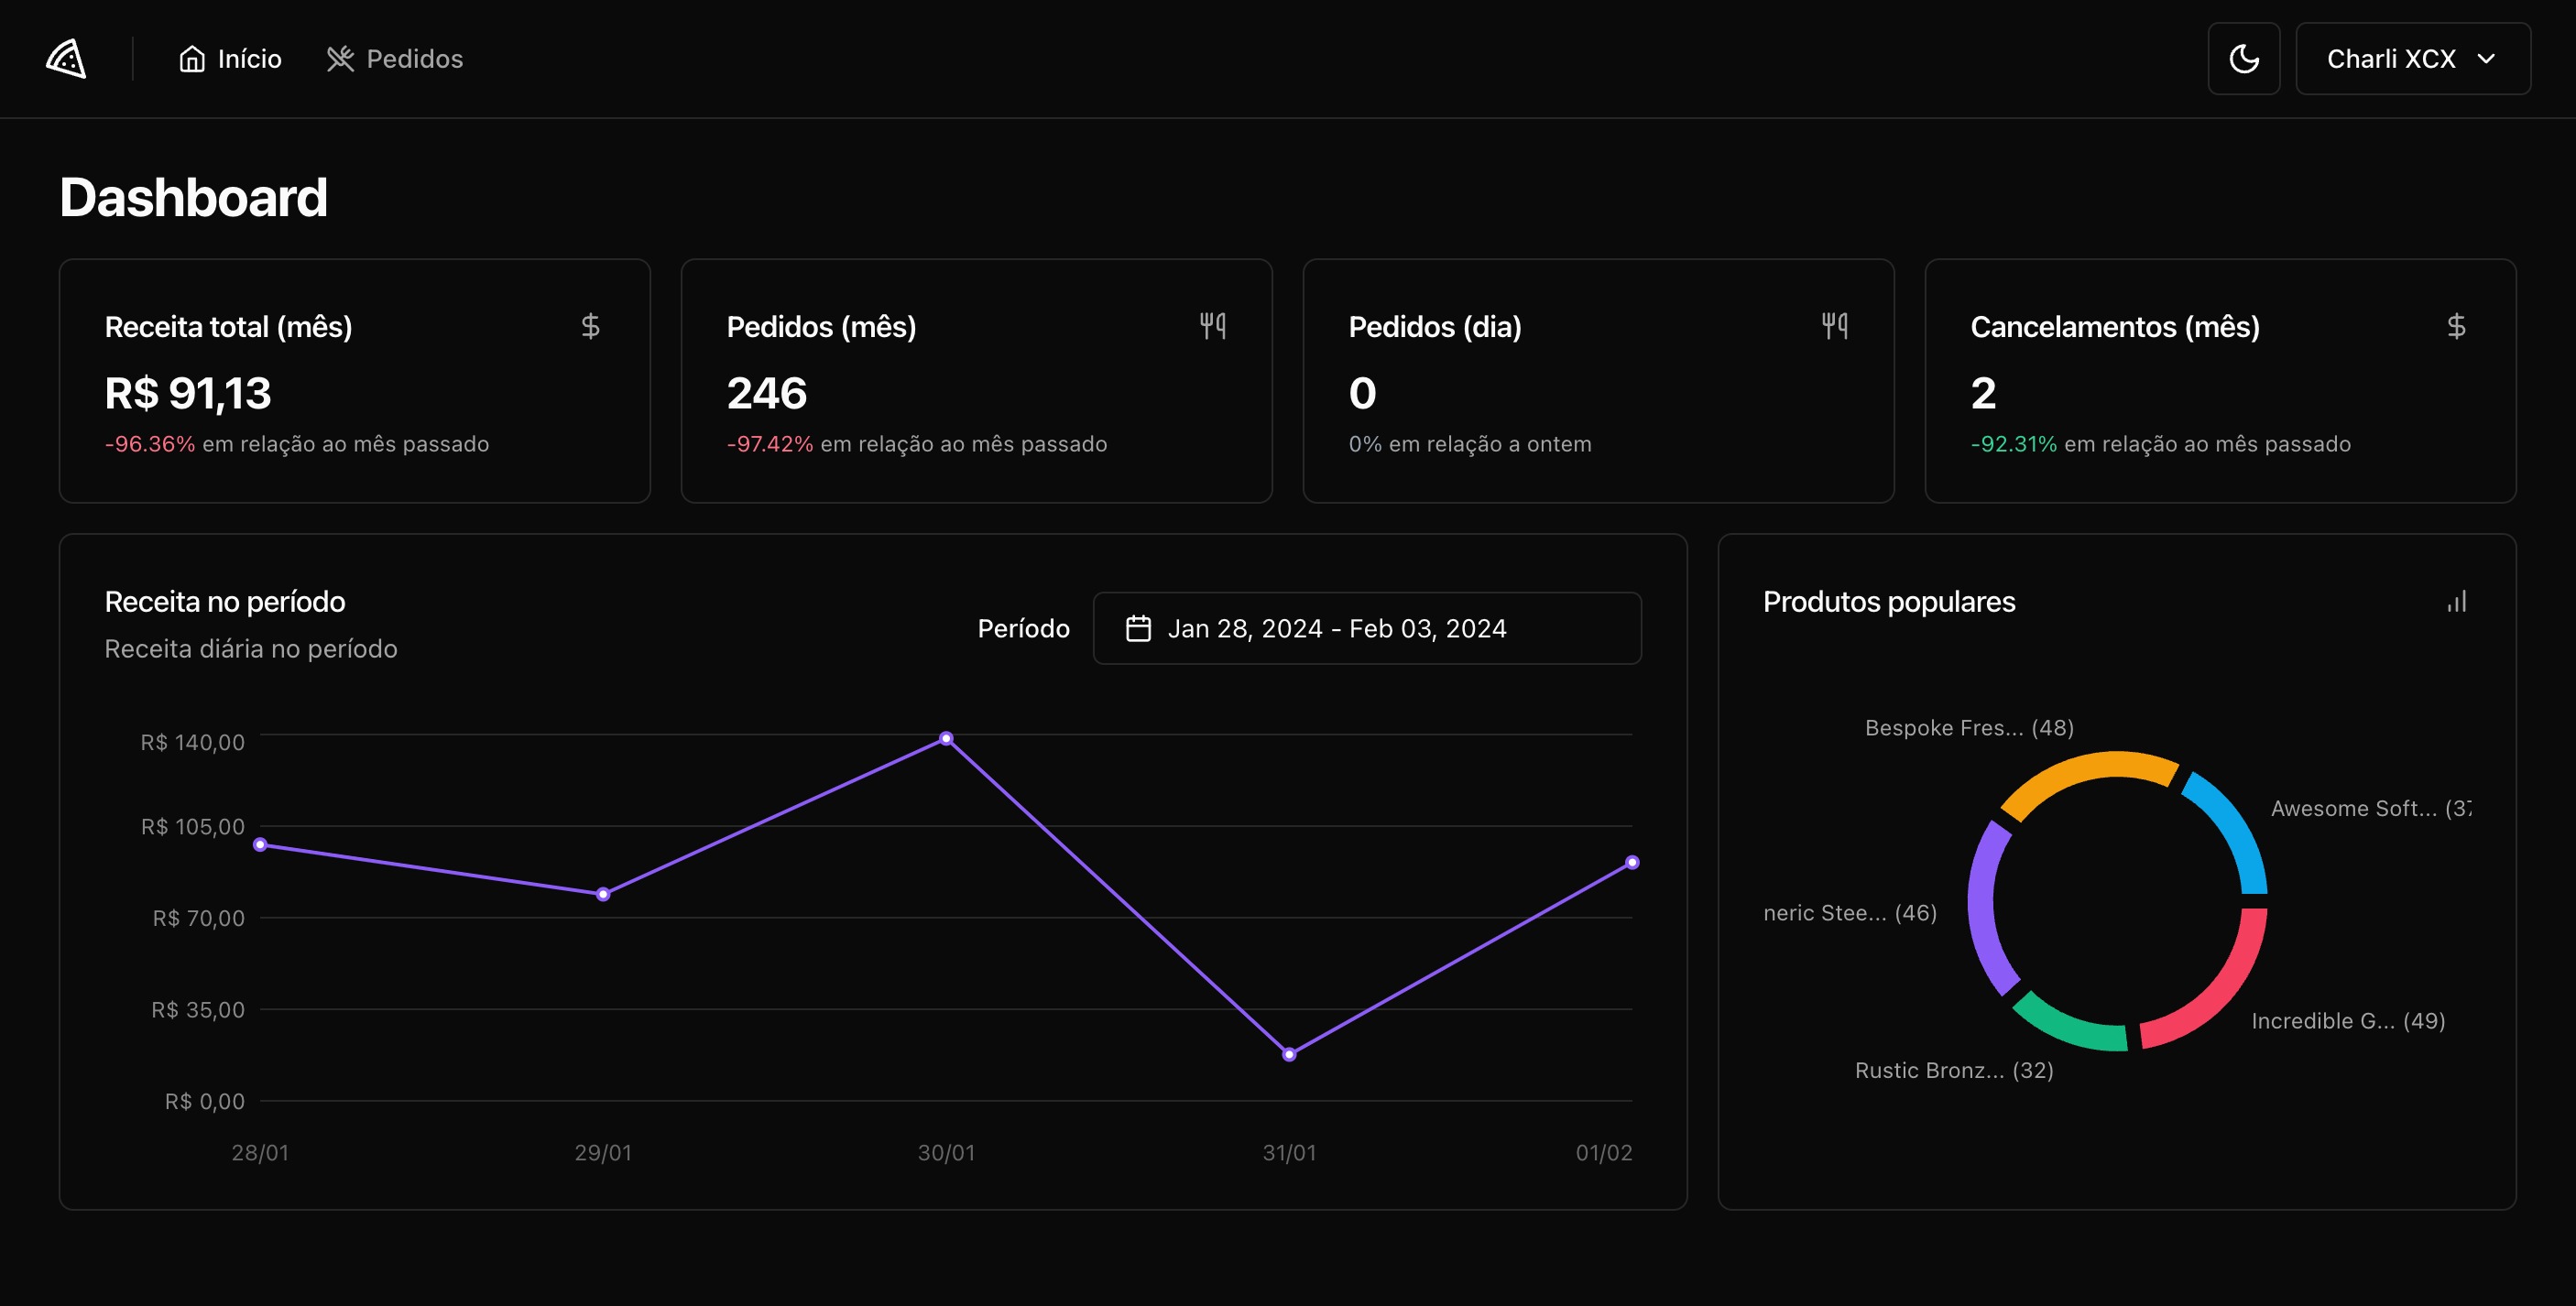 Início
Pedidos
Charli XCX
Dashboard
Receita total (mês)
R$ 91,13
-96.36% em relação ao mês passado
Pedidos (mês)
246
-97.42% em relação ao mês passado
Pedidos (dia)
0
0% em relação a ontem
Cancelamentos (mês)
2
-92.31% em relação ao mês passado
Receita no período
Receita diária no período
Período
Jan 28, 2024 - Feb 03, 2024
R$ 140,00
R$ 105,00
R$ 70,00
R$ 35,00
R$ 0,00
28/01
29/01
30/01
31/01
01/02
Produtos populares
Bespoke Fres... (48)
Awesome Soft...
neric Stee... (46)
Incredible G... (49)
Rustic Bronz... (32)